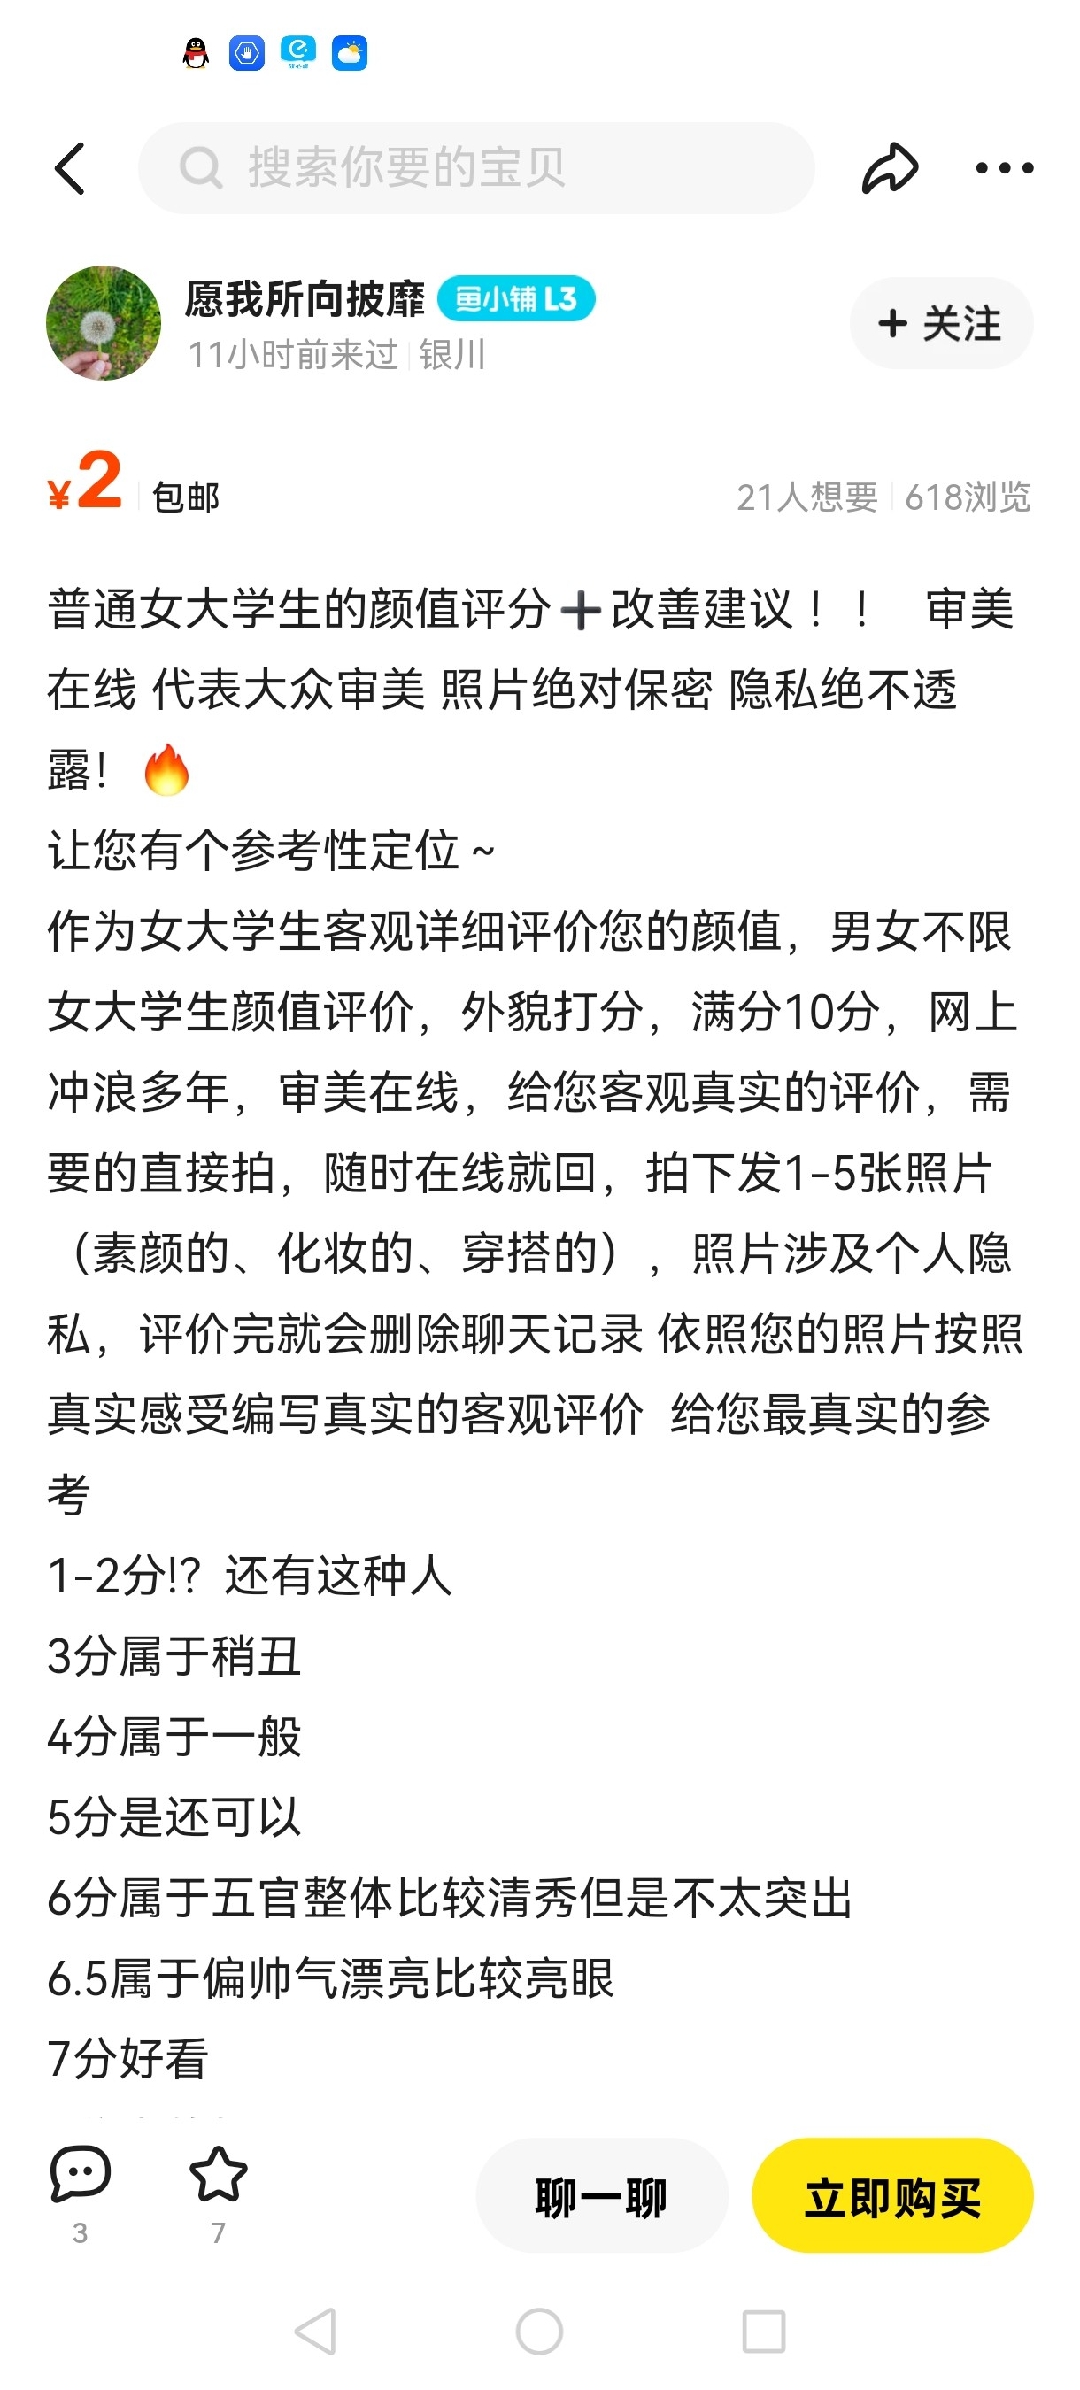 搜索你要的宝贝
愿我所向披靡 鱼小铺 L3
11小时前来过 | 银川
+ 关注
¥2 | 包邮
21人想要 | 618浏览
普通女大学生的颜值评分➕改善建议！！ 审美
在线 代表大众审美 照片绝对保密 隐私绝不透
露！🔥
让您有个参考性定位～
作为女大学生客观详细评价您的颜值，男女不限
女大学生颜值评价，外貌打分，满分10分，网上
冲浪多年，审美在线，给您客观真实的评价，需
要的直接拍，随时在线就回，拍下发1-5张照片
（素颜的、化妆的、穿搭的），照片涉及个人隐
私，评价完就会删除聊天记录 依照您的照片按照
真实感受编写真实的客观评价 给您最真实的参
考
1-2分!？还有这种人
3分属于稍丑
4分属于一般
5分是还可以
6分属于五官整体比较清秀但是不太突出
6.5属于偏帅气漂亮比较亮眼
7分好看
3
7
聊一聊
立即购买